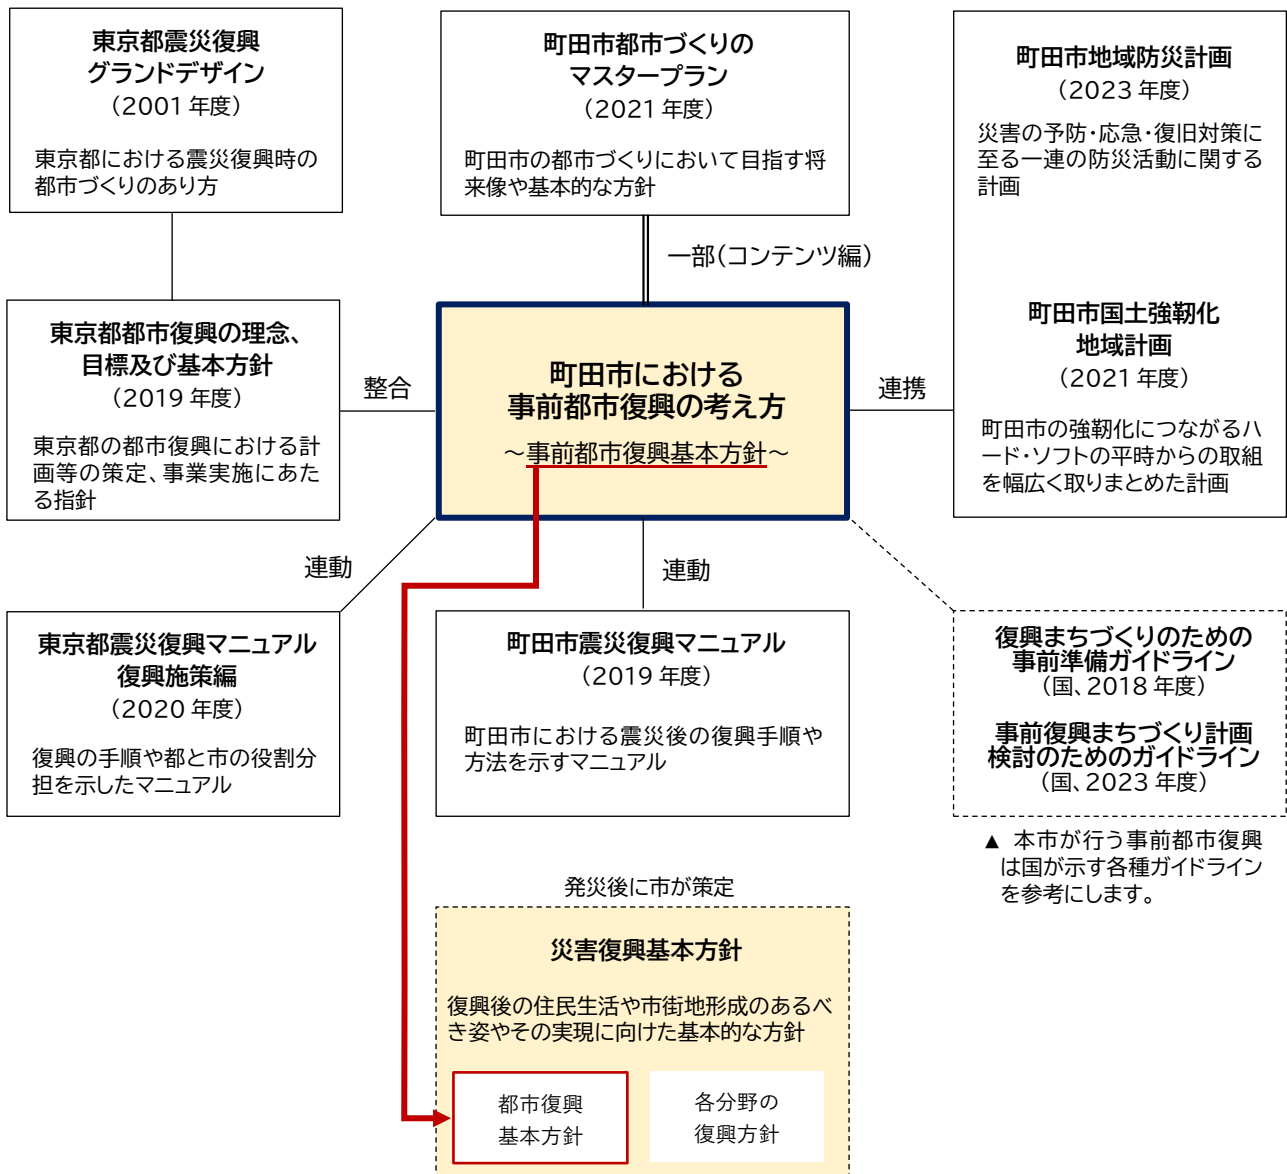 東京都震災復興
グランドデザイン
（2001 年度）
東京都における震災復興時の
都市づくりのあり方
町田市都市づくりの
マスタープラン
（2021 年度）
町田市の都市づくりにおいて目指す将
来像や基本的な方針
町田市地域防災計画
（2023 年度）
災害の予防・応急・復旧対策に
至る一連の防災活動に関する
計画
一部（コンテンツ編）
東京都都市復興の理念、
目標及び基本方針
（2019 年度）
東京都の都市復興における計
画等の策定、事業実施にあた
る指針
整合
町田市における
事前都市復興の考え方
～事前都市復興基本方針～
連携
町田市国土強靭化
地域計画
（2021 年度）
町田市の強靭化につながるハ
ード・ソフトの平時からの取組
を幅広く取りまとめた計画
連動
連動
東京都震災復興マニュアル
復興施策編
（2020 年度）
復興の手順や都と市の役割分
担を示したマニュアル
町田市震災復興マニュアル
（2019 年度）
町田市における震災後の復興手順や
方法を示すマニュアル
復興まちづくりのための
事前準備ガイドライン
（国、2018 年度）
事前復興まちづくり計画
検討のためのガイドライン
（国、2023 年度）
▲ 本市が行う事前都市復興
は国が示す各種ガイドライン
を参考にします。
発災後に市が策定
災害復興基本方針
復興後の住民生活や市街地形成のあるべ
き姿やその実現に向けた基本的な方針
都市復興
基本方針
各分野の
復興方針